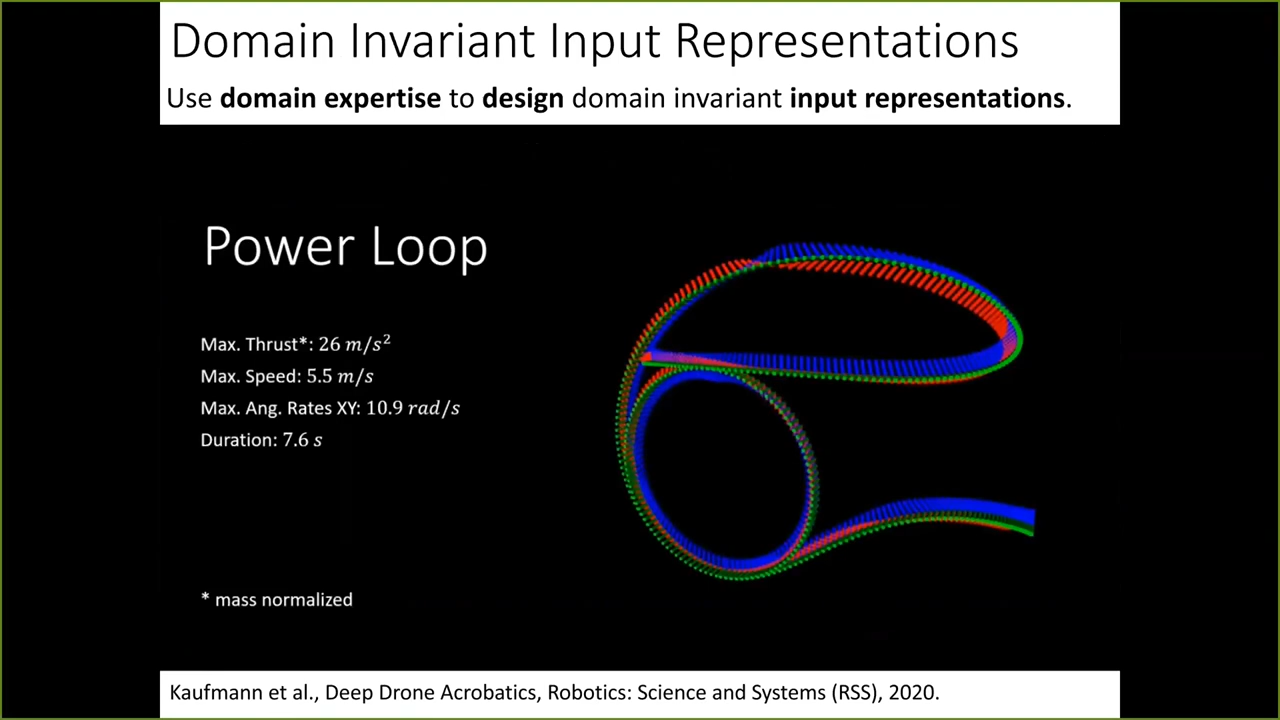 Domain Invariant Input Representations
Use domain expertise to design domain invariant input representations.
Power Loop
Max. Thrust*: 26 m/s²
Max. Speed: 5.5 m/s
Max. Ang. Rates XY: 10.9 rad/s
Duration: 7.6 s
* mass normalized
Kaufmann et al., Deep Drone Acrobatics, Robotics: Science and Systems (RSS), 2020.